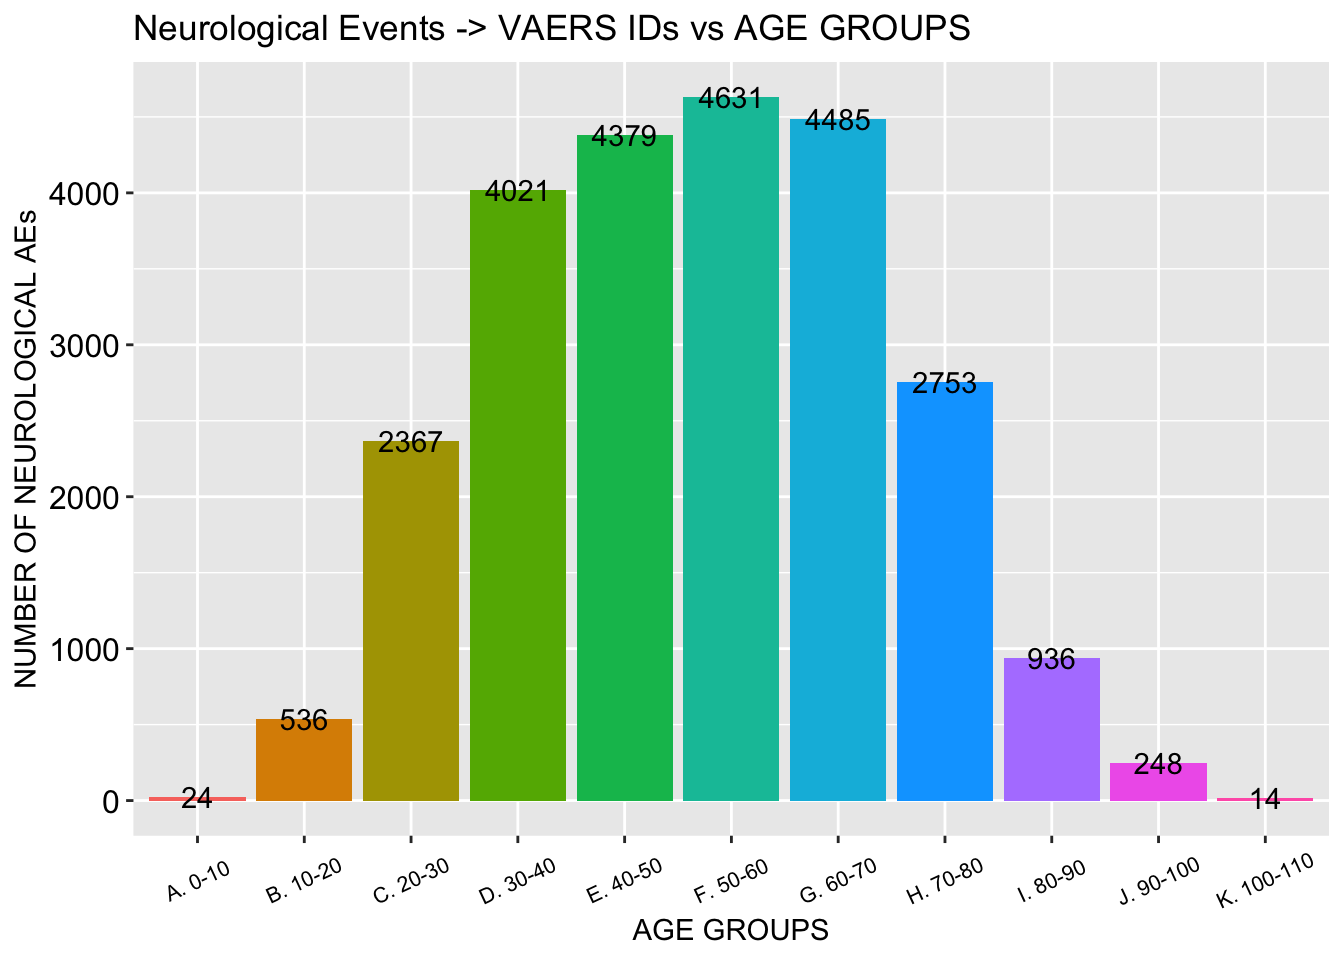 Neurological Events -> VAERS IDs vs AGE GROUPS
NUMBER OF NEUROLOGICAL AEs
4000
3000
2000
1000
0
24
536
2367
4021
4379
4631
4485
2753
936
248
14
A. 0-10
B. 10-20
C. 20-30
D. 30-40
E. 40-50
F. 50-60
G. 60-70
H. 70-80
I. 80-90
J. 90-100
K. 100-110
AGE GROUPS